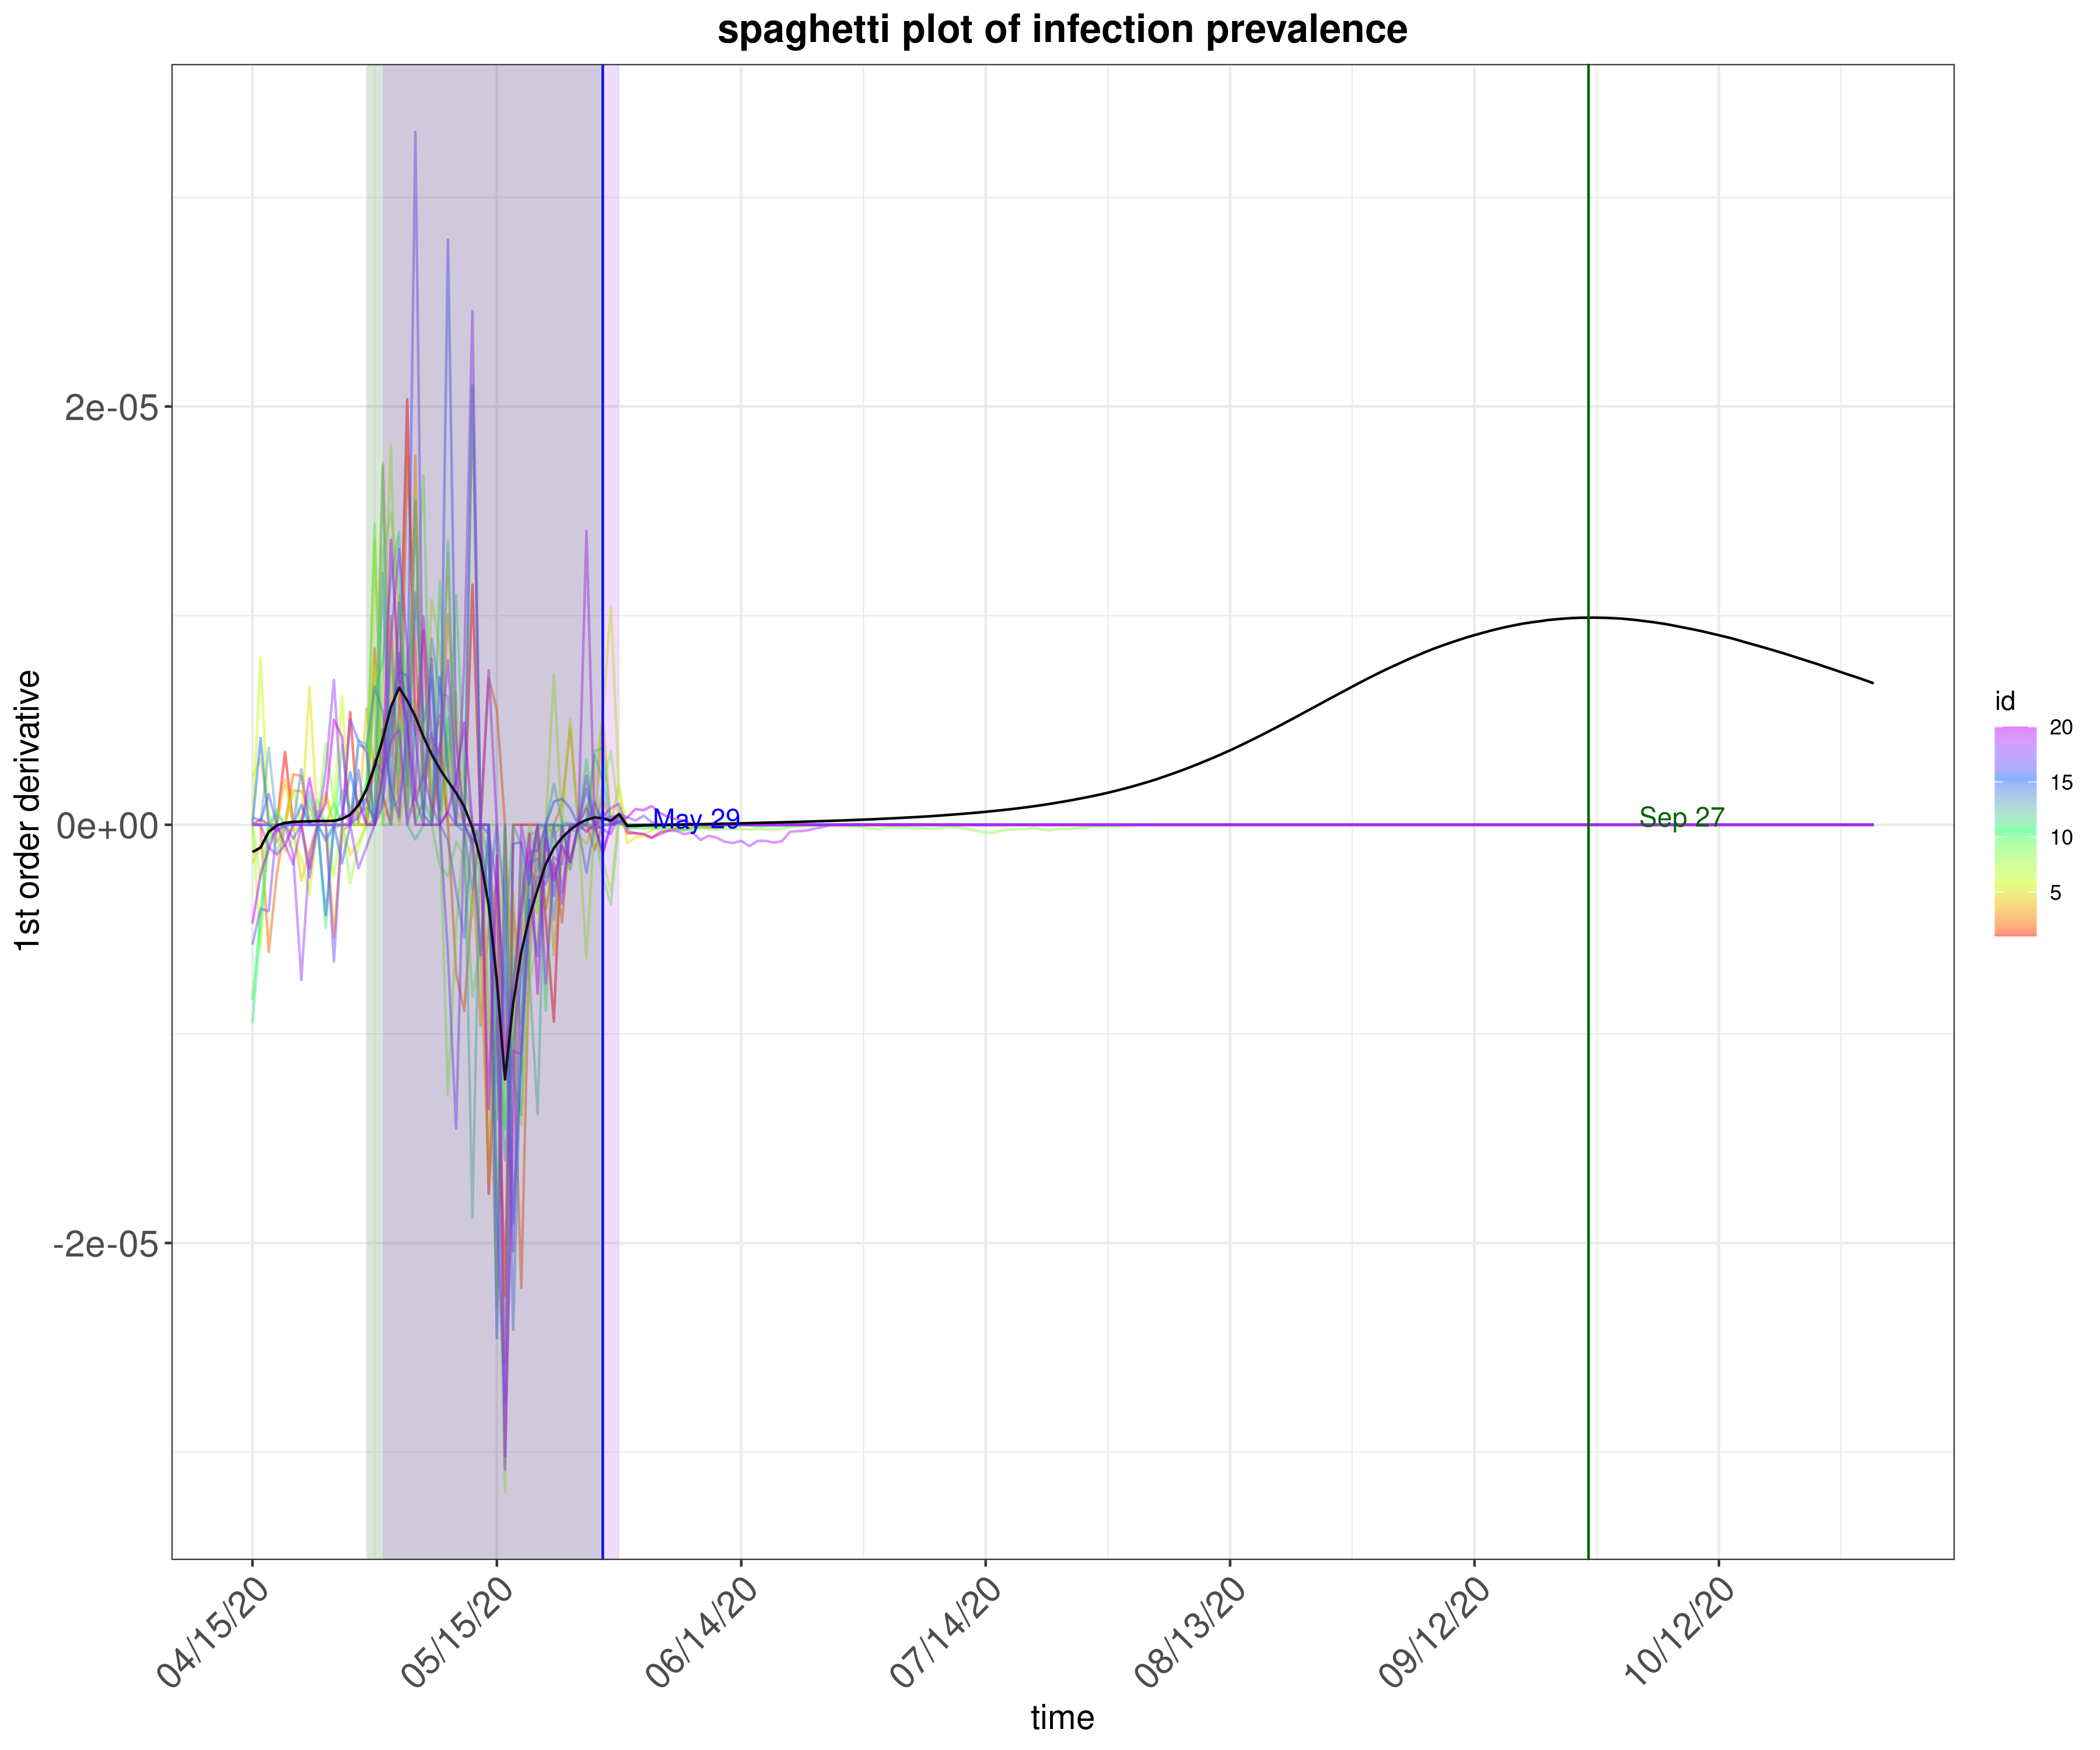 spaghetti plot of infection prevalence
1st order derivative
2e-05
0e+00
-2e-05
May 29
Sep 27
id
20
15
10
5
04/15/20
05/15/20
06/14/20
07/14/20
08/13/20
09/12/20
10/12/20
time